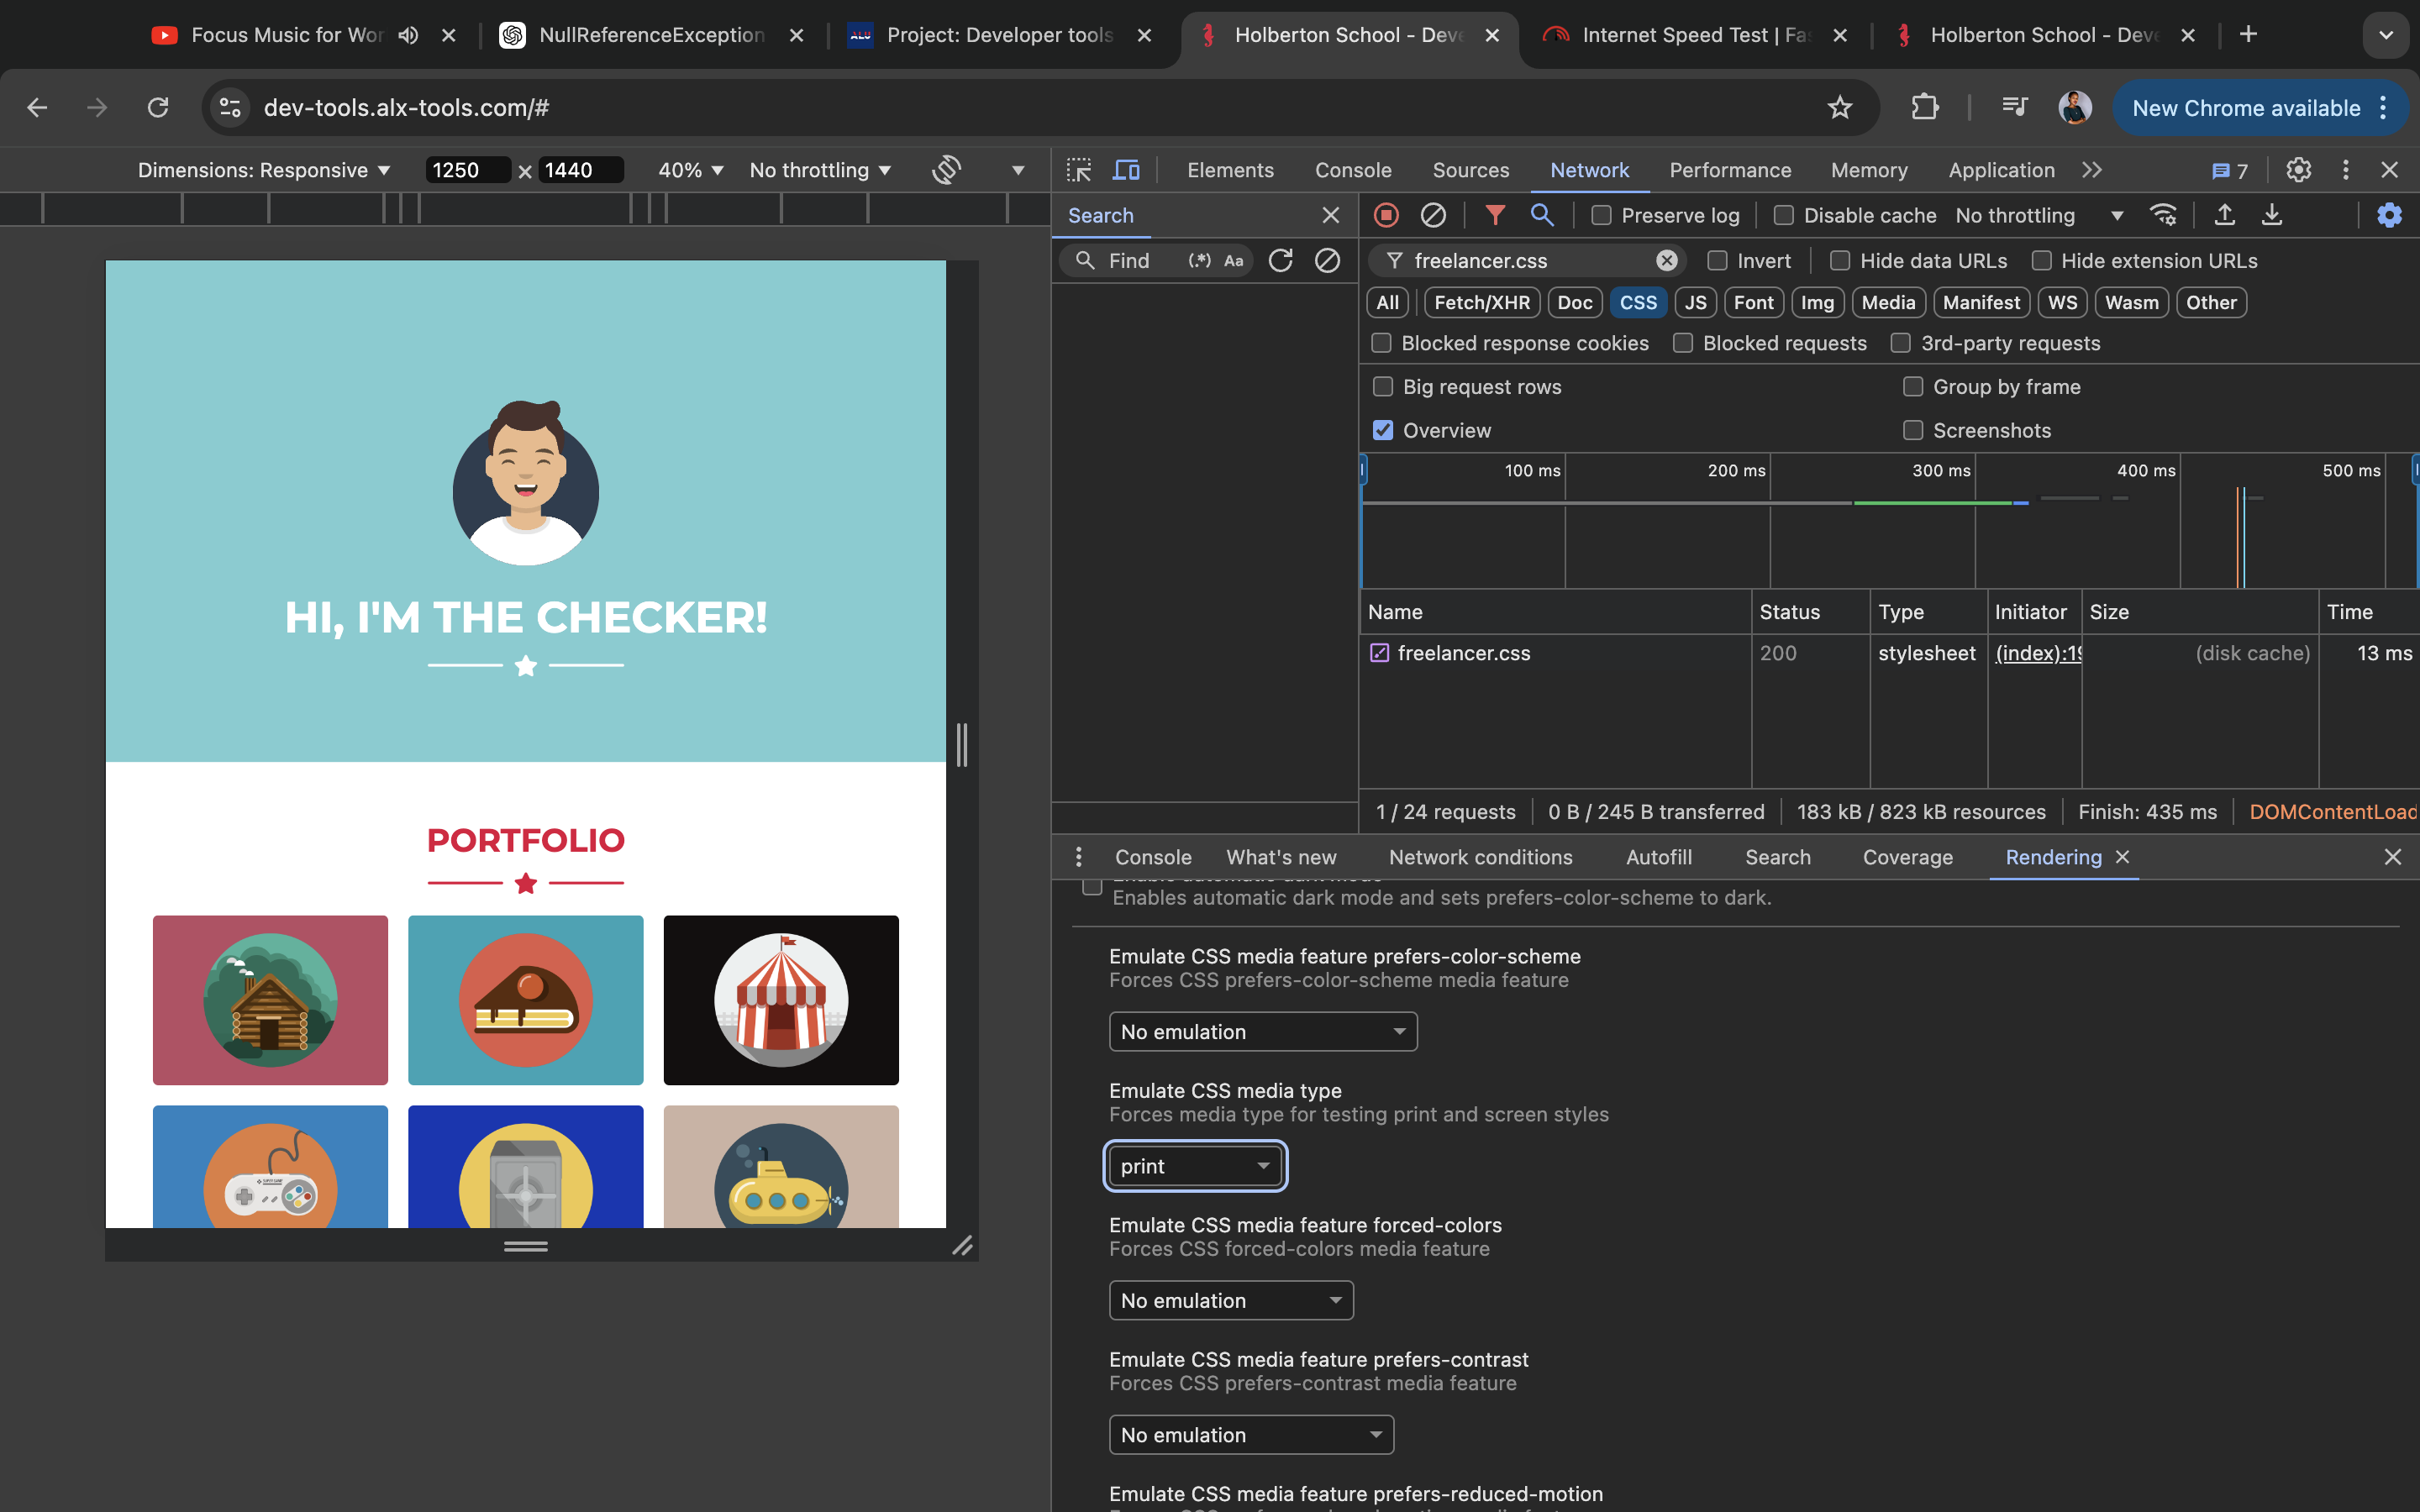 Focus Music for Wor
NullReferenceException
ALU Project: Developer tools
Holberton School - Deve
Internet Speed Test | Fas
Holberton School - Deve
dev-tools.alx-tools.com/#
New Chrome available
Dimensions: Responsive 1250 × 1440 40% No throttling
Elements Console Sources Network Performance Memory Application 7
Search
Preserve log Disable cache No throttling
Find (.*) Aa
freelancer.css Invert Hide data URLs Hide extension URLs
All Fetch/XHR Doc CSS JS Font Img Media Manifest WS Wasm Other
Blocked response cookies Blocked requests 3rd-party requests
Big request rows Group by frame
Overview Screenshots
100 ms 200 ms 300 ms 400 ms 500 ms
Name Status Type Initiator Size Time
freelancer.css 200 stylesheet (index):19 (disk cache) 13 ms
1 / 24 requests 0 B / 245 B transferred 183 kB / 823 kB resources Finish: 435 ms DOMContentLoad
HI, I'M THE CHECKER!
PORTFOLIO
Console What's new Network conditions Autofill Search Coverage Rendering
Enables automatic dark mode and sets prefers-color-scheme to dark.
Emulate CSS media feature prefers-color-scheme
Forces CSS prefers-color-scheme media feature
No emulation
Emulate CSS media type
Forces media type for testing print and screen styles
print
Emulate CSS media feature forced-colors
Forces CSS forced-colors media feature
No emulation
Emulate CSS media feature prefers-contrast
Forces CSS prefers-contrast media feature
No emulation
Emulate CSS media feature prefers-reduced-motion